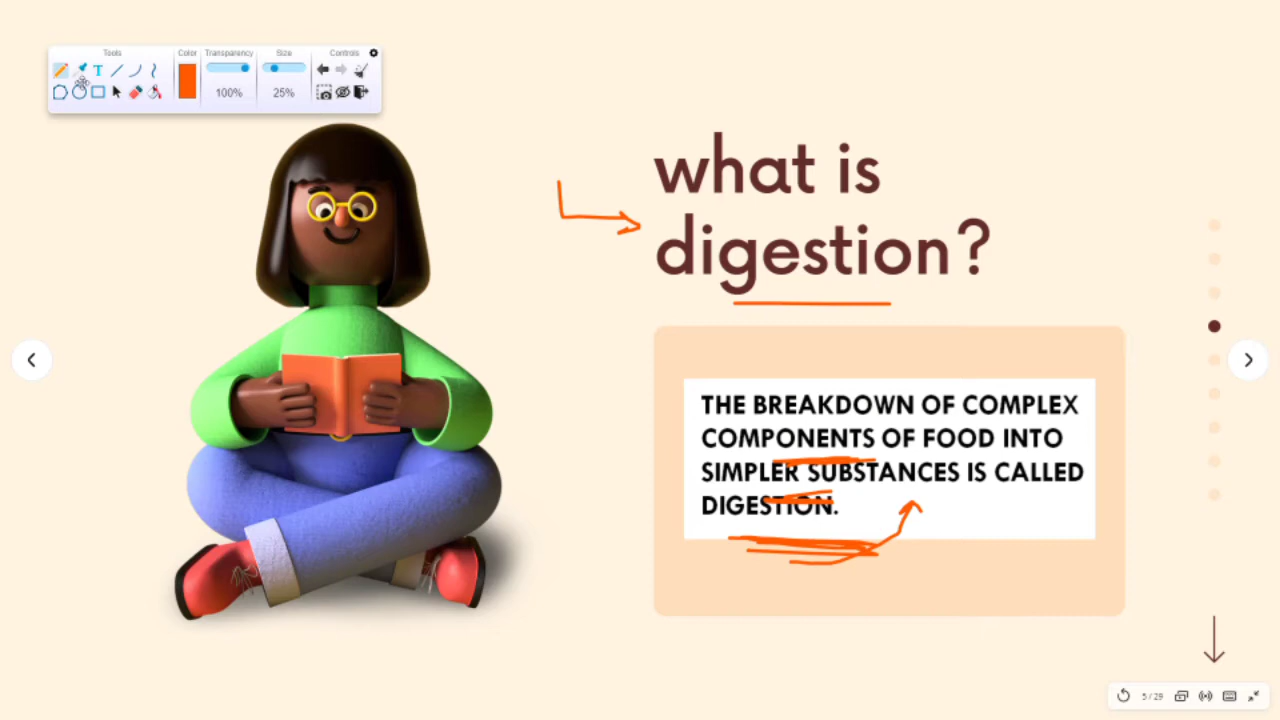 Tools
Color
Transparency
Size
Controls
T
100%
25%
what is
digestion?
THE BREAKDOWN OF COMPLEX
COMPONENTS OF FOOD INTO
SIMPLER SUBSTANCES IS CALLED
DIGESTION.
5/29